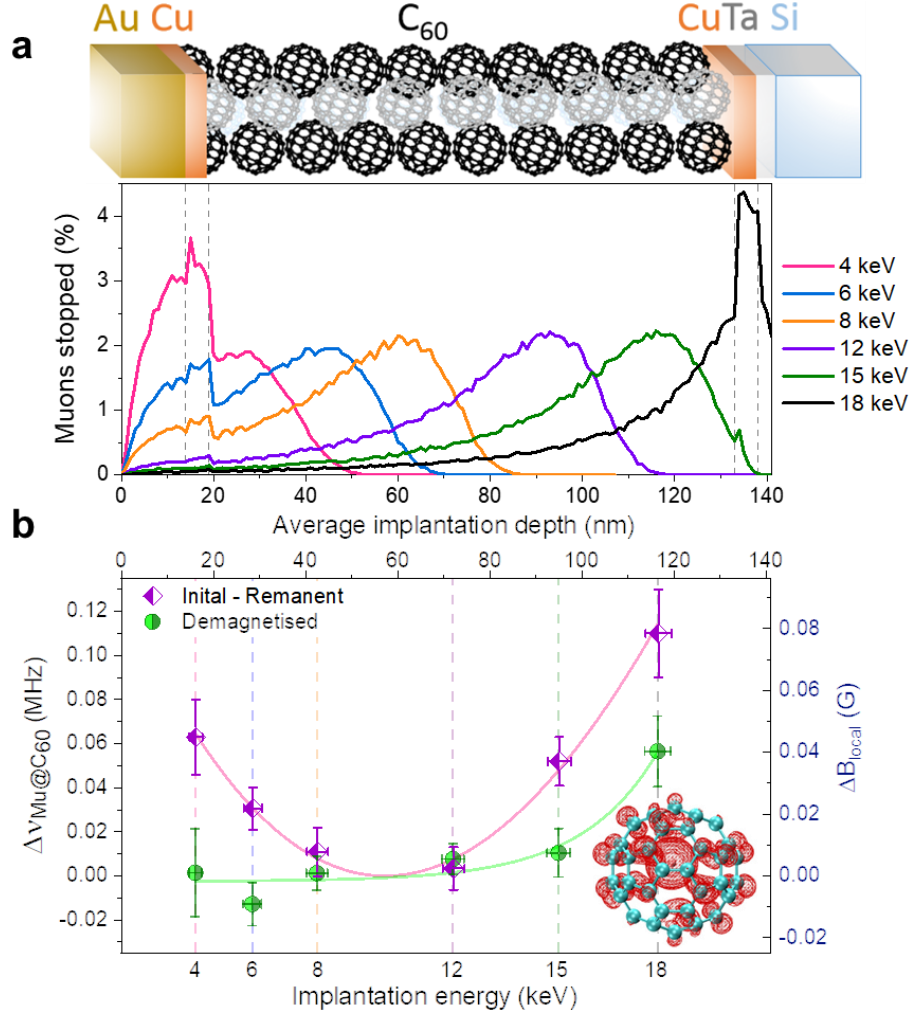 a
Au Cu C60 CuTa Si
Muons stopped (%)
4
3
2
1
0
0 20 40 60 80 100 120 140
Average implantation depth (nm)
4 keV
6 keV
8 keV
12 keV
15 keV
18 keV
b
0 20 40 60 80 100 120 140
Inital - Remanent
Demagnetised
ΔνMu@C60 (MHz)
0.12
0.10
0.08
0.06
0.04
0.02
0.00
-0.02
ΔBlocal (G)
0.08
0.06
0.04
0.02
0.00
-0.02
4 6 8 12 15 18
Implantation energy (keV)